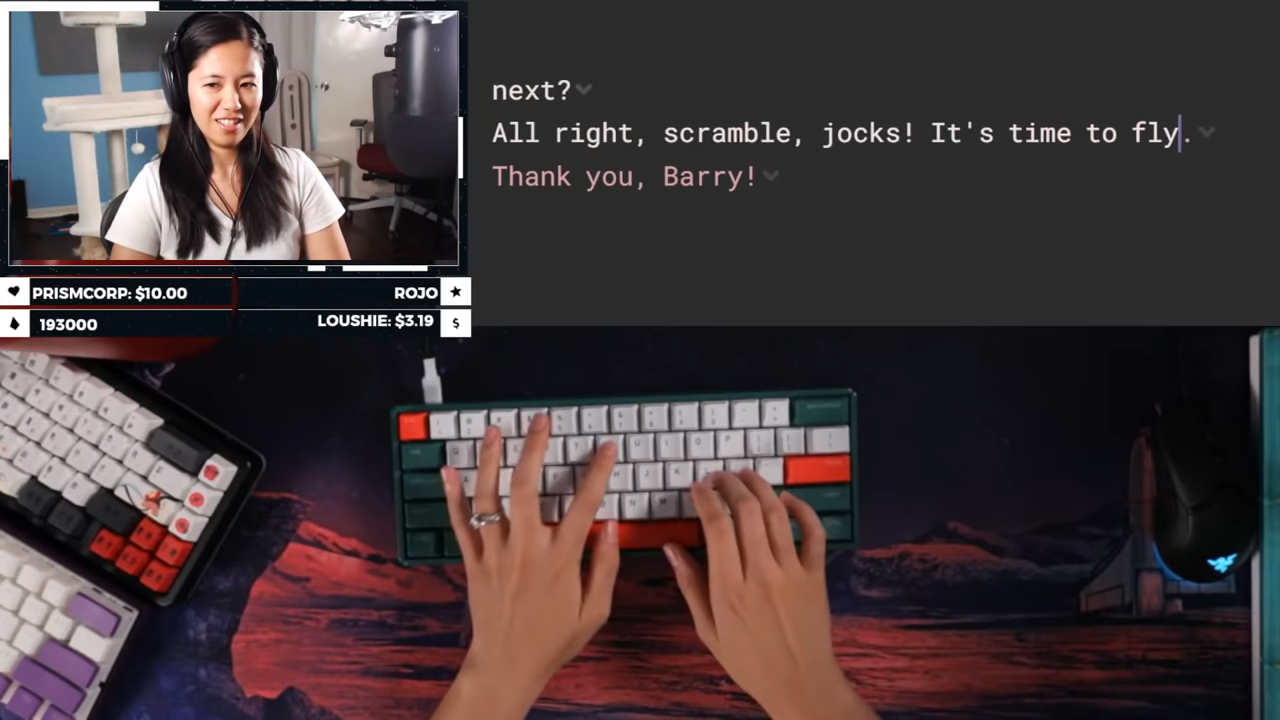 next?
All right, scramble, jocks! It's time to fly.
Thank you, Barry!
PRISMCORP: $10.00
ROJO
193000
LOUSHIE: $3.19
$